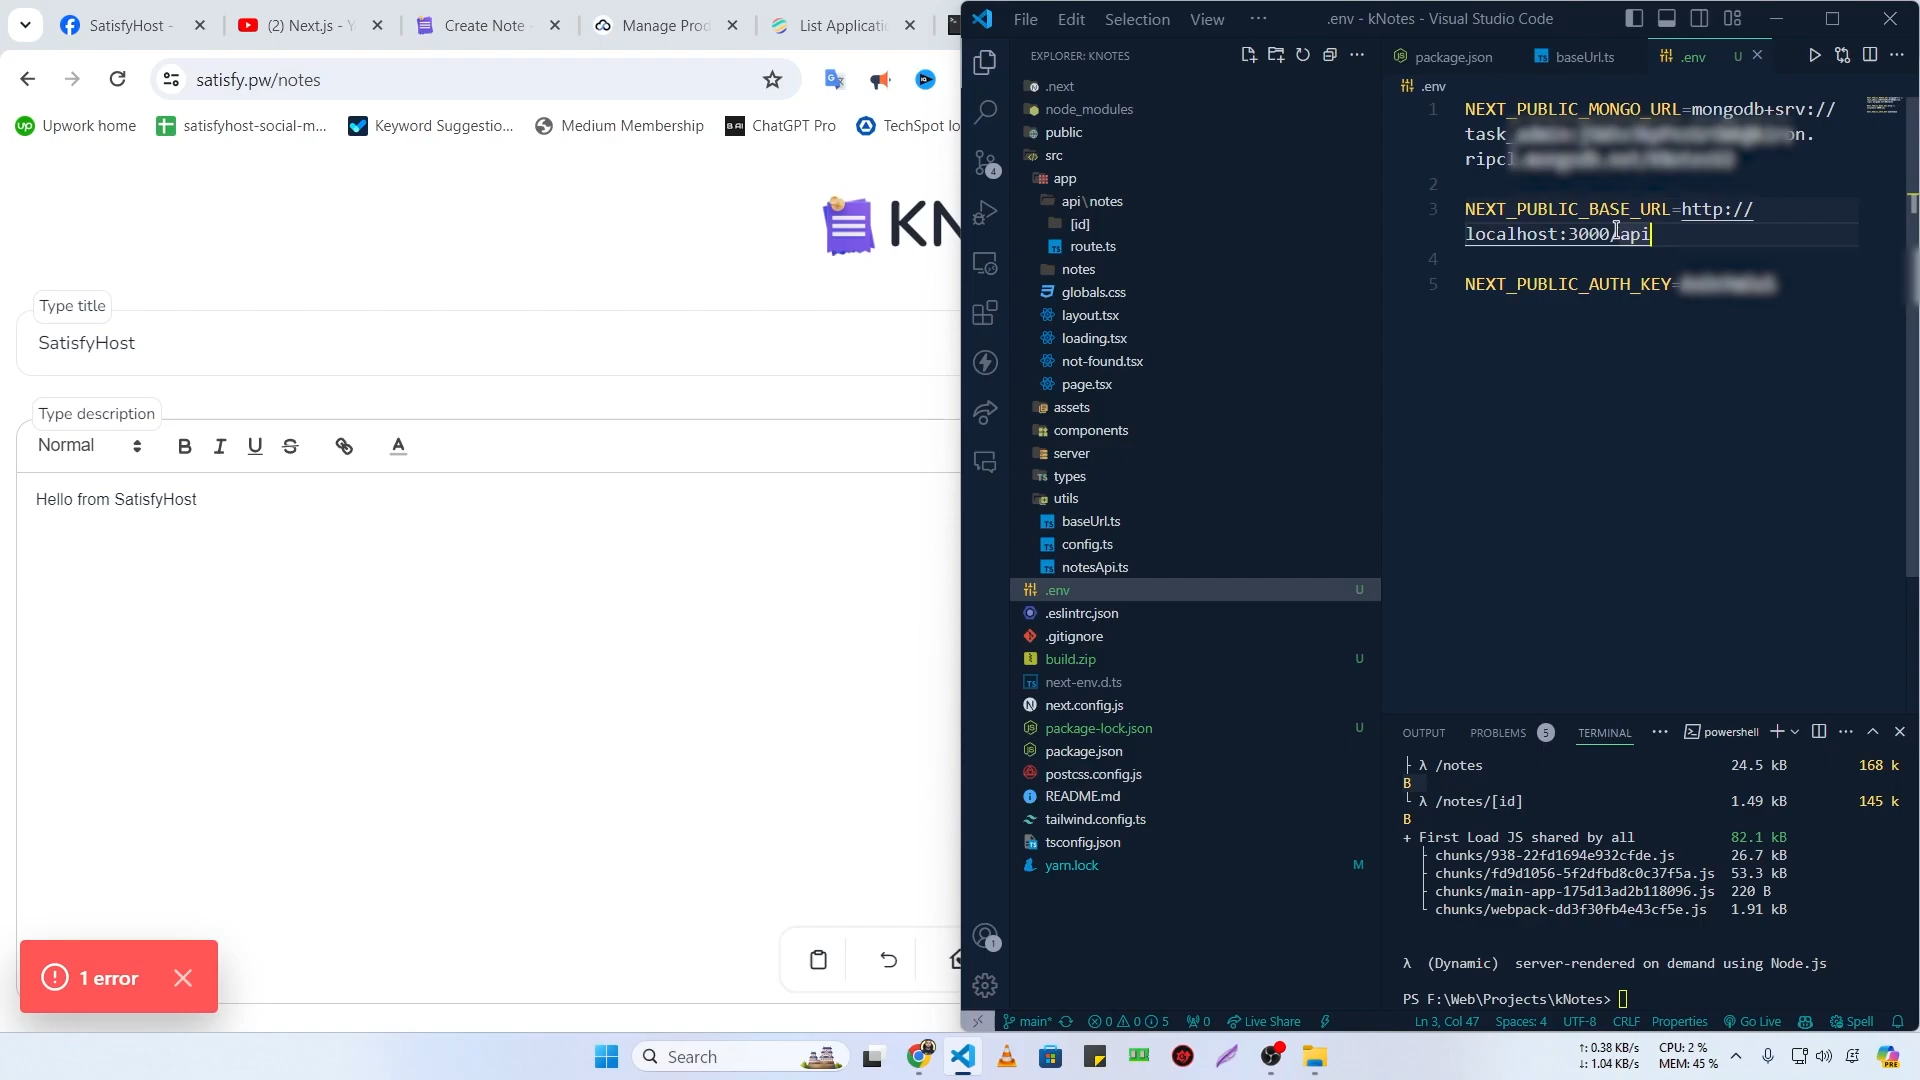 SatisfyHost -
(2) Next.js - Y
Create Note -
Manage Prod
List Applicatio
satisfy.pw/notes
Upwork home
satisfyhost-social-m...
Keyword Suggestio...
Medium Membership
B AI ChatGPT Pro
TechSpot lo
KN
Type title
SatisfyHost
Type description
Normal
B I U S A
Hello from SatisfyHost
1 error
File Edit Selection View ··· .env - kNotes - Visual Studio Code
EXPLORER: KNOTES
.next
node_modules
public
src
app
api\notes
[id]
route.ts
notes
globals.css
layout.tsx
loading.tsx
not-found.tsx
page.tsx
assets
components
server
types
utils
baseUrl.ts
config.ts
notesApi.ts
.env U
.eslintrc.json
.gitignore
build.zip U
next-env.d.ts
next.config.js
package-lock.json U
package.json
postcss.config.js
README.md
tailwind.config.ts
tsconfig.json
yarn.lock M
4
1
package.json
baseUrl.ts
.env U
.env
1 NEXT_PUBLIC_MONGO_URL=mongodb+srv://
task_ on.
ripcl
2
3 NEXT_PUBLIC_BASE_URL=http://
localhost:3000/api
4
5 NEXT_PUBLIC_AUTH_KEY=
OUTPUT PROBLEMS 5 TERMINAL ··· powershell
├ λ /notes 24.5 kB 168 k
B
└ λ /notes/[id] 1.49 kB 145 k
B
+ First Load JS shared by all 82.1 kB
├ chunks/938-22fd1694e932cfde.js 26.7 kB
├ chunks/fd9d1056-5f2dfbd8c0c37f5a.js 53.3 kB
├ chunks/main-app-175d13ad2b118096.js 220 B
└ chunks/webpack-dd3f30fb4e43cf5e.js 1.91 kB
λ (Dynamic) server-rendered on demand using Node.js
PS F:\Web\Projects\kNotes>
main* 0 0 5 0 Live Share Ln 3, Col 47 Spaces: 4 UTF-8 CRLF Properties Go Live Spell
Search
↑: 0.38 KB/s CPU: 2 %
↓: 1.04 KB/s MEM: 45 %
PRE